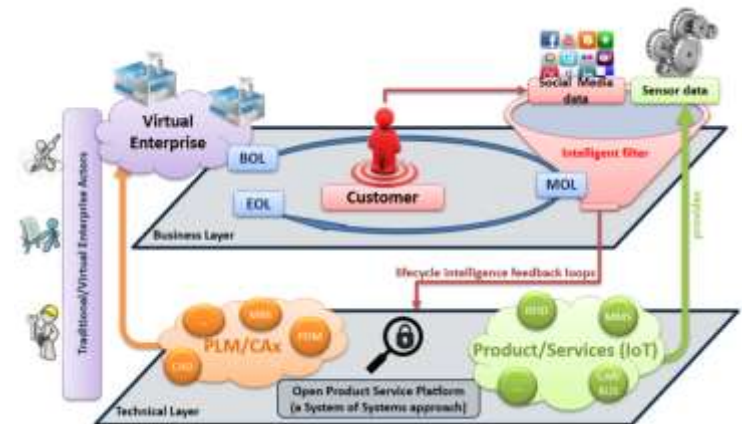 Social Media
data
Sensor data
Virtual
Enterprise
Intelligent filter
BOL
MOL
Customer
EOL
Business Layer
Traditional/Virtual Enterprise Actors
provides
lifecycle intelligence feedback loops
PDM
PLM/CAx
CAD
RFID
MMS
Product/Services (IoT)
BUS
Open Product Service Platform
(a System of Systems approach)
Technical Layer